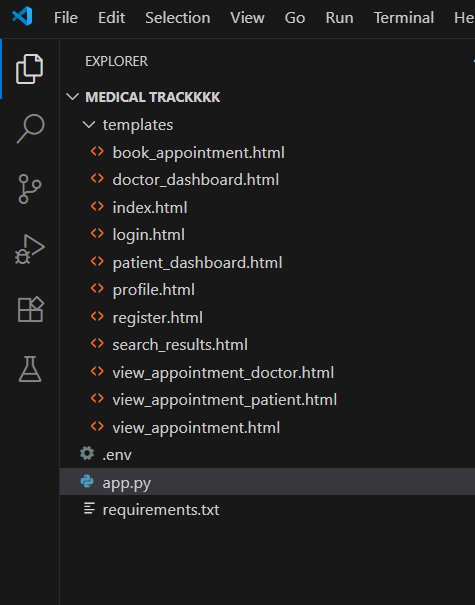 File Edit Selection View Go Run Terminal He
EXPLORER
MEDICAL TRACKKKK
templates
book_appointment.html
doctor_dashboard.html
index.html
login.html
patient_dashboard.html
profile.html
register.html
search_results.html
view_appointment_doctor.html
view_appointment_patient.html
view_appointment.html
.env
app.py
requirements.txt